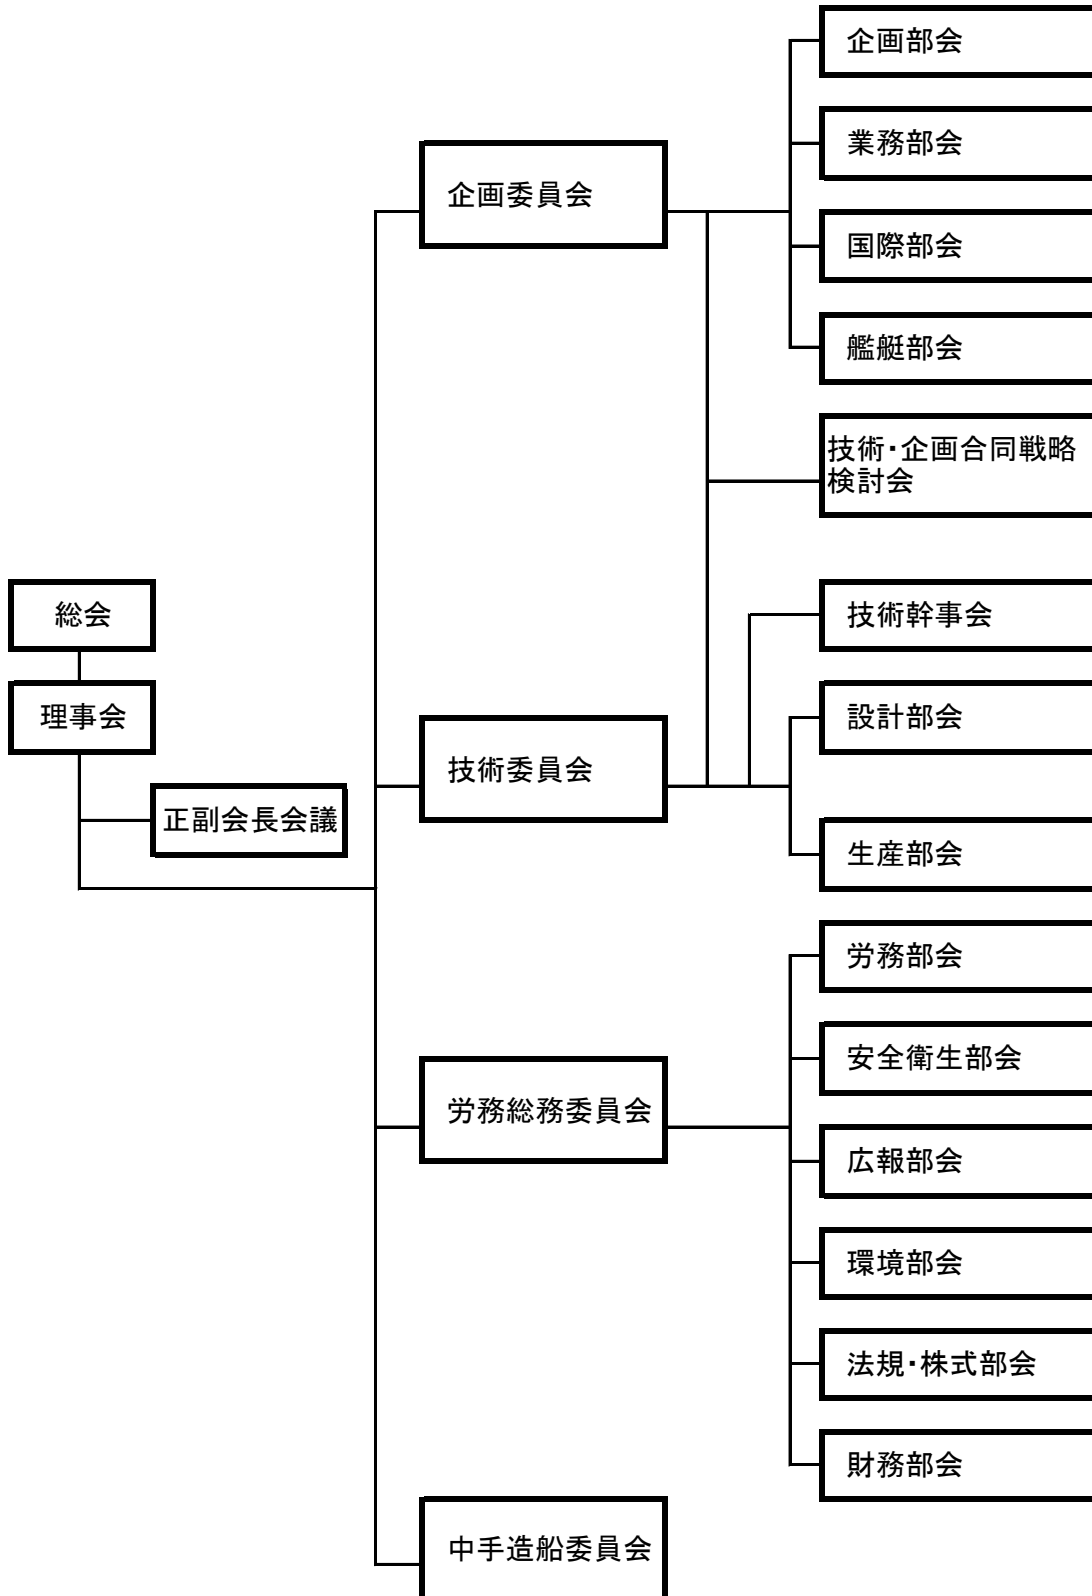 総会
理事会
正副会長会議
企画委員会
企画部会
業務部会
国際部会
艦艇部会
技術・企画合同戦略
検討会
技術委員会
技術幹事会
設計部会
生産部会
労務総務委員会
労務部会
安全衛生部会
広報部会
環境部会
法規・株式部会
財務部会
中手造船委員会